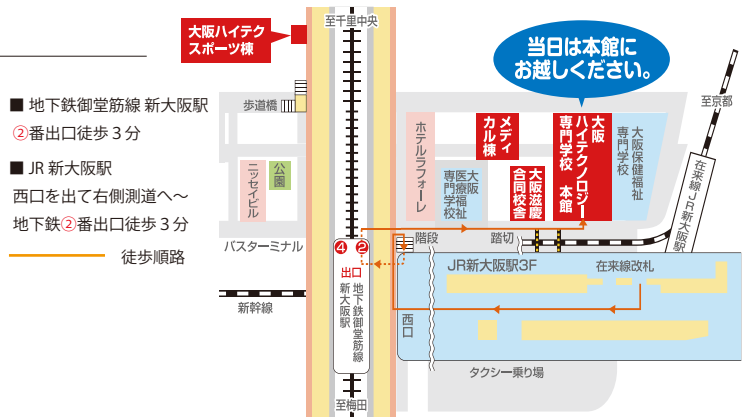 大阪ハイテク
スポーツ棟
至千里中央
当日は本館に
お越しください。
■ 地下鉄御堂筋線 新大阪駅
②番出口徒歩３分
■ JR 新大阪駅
西口を出て右側測道へ〜
地下鉄②番出口徒歩３分
徒歩順路
歩道橋
至京都
ホテルラフォーレ
メディ
カル棟
大阪
ハイテクノロジー
専門学校 本館
大阪保健福祉
専門学校
ニッセイビル
公園
大阪
医療福祉
専門学校
大阪滋慶
合同校舎
在来線JR新大阪駅
バスターミナル
④ ②
出口
階段
踏切
JR新大阪駅3F
在来線改札
地下鉄御堂筋線
新大阪駅
新幹線
西口
タクシー乗り場
至梅田